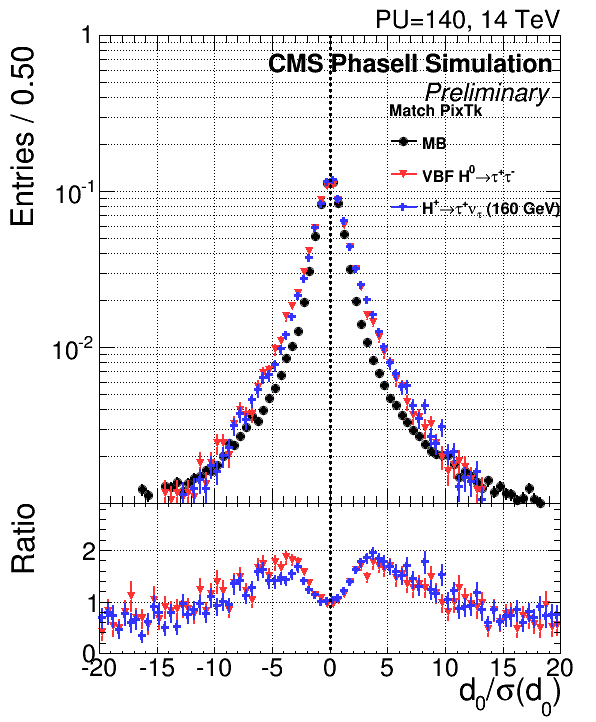 PU=140, 14 TeV
1
CMS PhaseII Simulation
Preliminary
Match PixTk
MB
VBF H⁰→τ⁺τ⁻
H⁺→τ⁺ν_τ (160 GeV)
Entries / 0.50
10⁻¹
10⁻²
Ratio
2
1
0
-20 -15 -10 -5 0 5 10 15 20
d₀/σ(d₀)